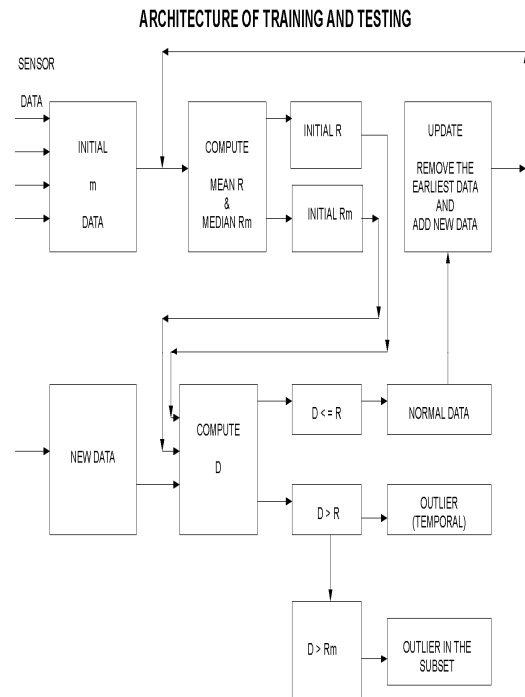 ARCHITECTURE OF TRAINING AND TESTING
SENSOR
DATA
INITIAL
m
DATA
COMPUTE
MEAN R
&
MEDIAN Rm
INITIAL R
INITIAL Rm
UPDATE
REMOVE THE
EARLIEST DATA
AND
ADD NEW DATA
NEW DATA
COMPUTE
D
D < = R
NORMAL DATA
D > R
OUTLIER
(TEMPORAL)
D > Rm
OUTLIER IN THE
SUBSET